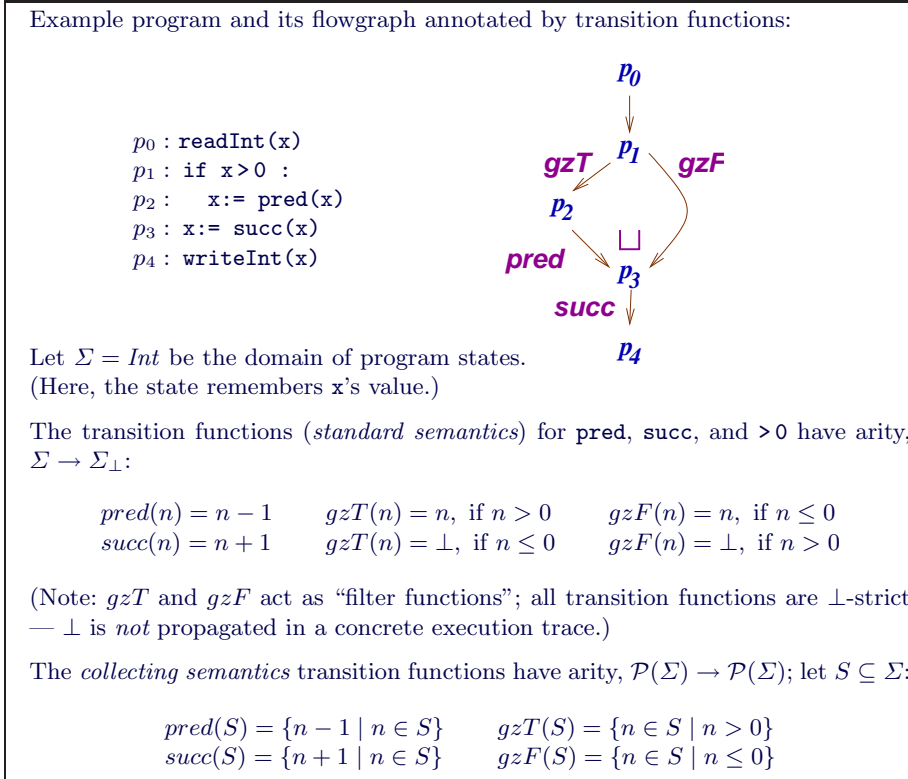 Example program and its flowgraph annotated by transition functions:
p₀ : readInt(x)
p₁ : if x>0 :
p₂ :   x:= pred(x)
p₃ : x:= succ(x)
p₄ : writeInt(x)
p₀
p₁
gzT
gzF
p₂
⊔
pred
p₃
succ
p₄
Let Σ = Int be the domain of program states.
(Here, the state remembers x's value.)
The transition functions (standard semantics) for pred, succ, and >0 have arity,
Σ → Σ⊥:
pred(n) = n − 1 gzT(n) = n, if n > 0 gzF(n) = n, if n ≤ 0
succ(n) = n + 1 gzT(n) = ⊥, if n ≤ 0 gzF(n) = ⊥, if n > 0
(Note: gzT and gzF act as “filter functions”; all transition functions are ⊥-strict
— ⊥ is not propagated in a concrete execution trace.)
The collecting semantics transition functions have arity, P(Σ) → P(Σ); let S ⊆ Σ:
pred(S) = {n − 1 | n ∈ S} gzT(S) = {n ∈ S | n > 0}
succ(S) = {n + 1 | n ∈ S} gzF(S) = {n ∈ S | n ≤ 0}